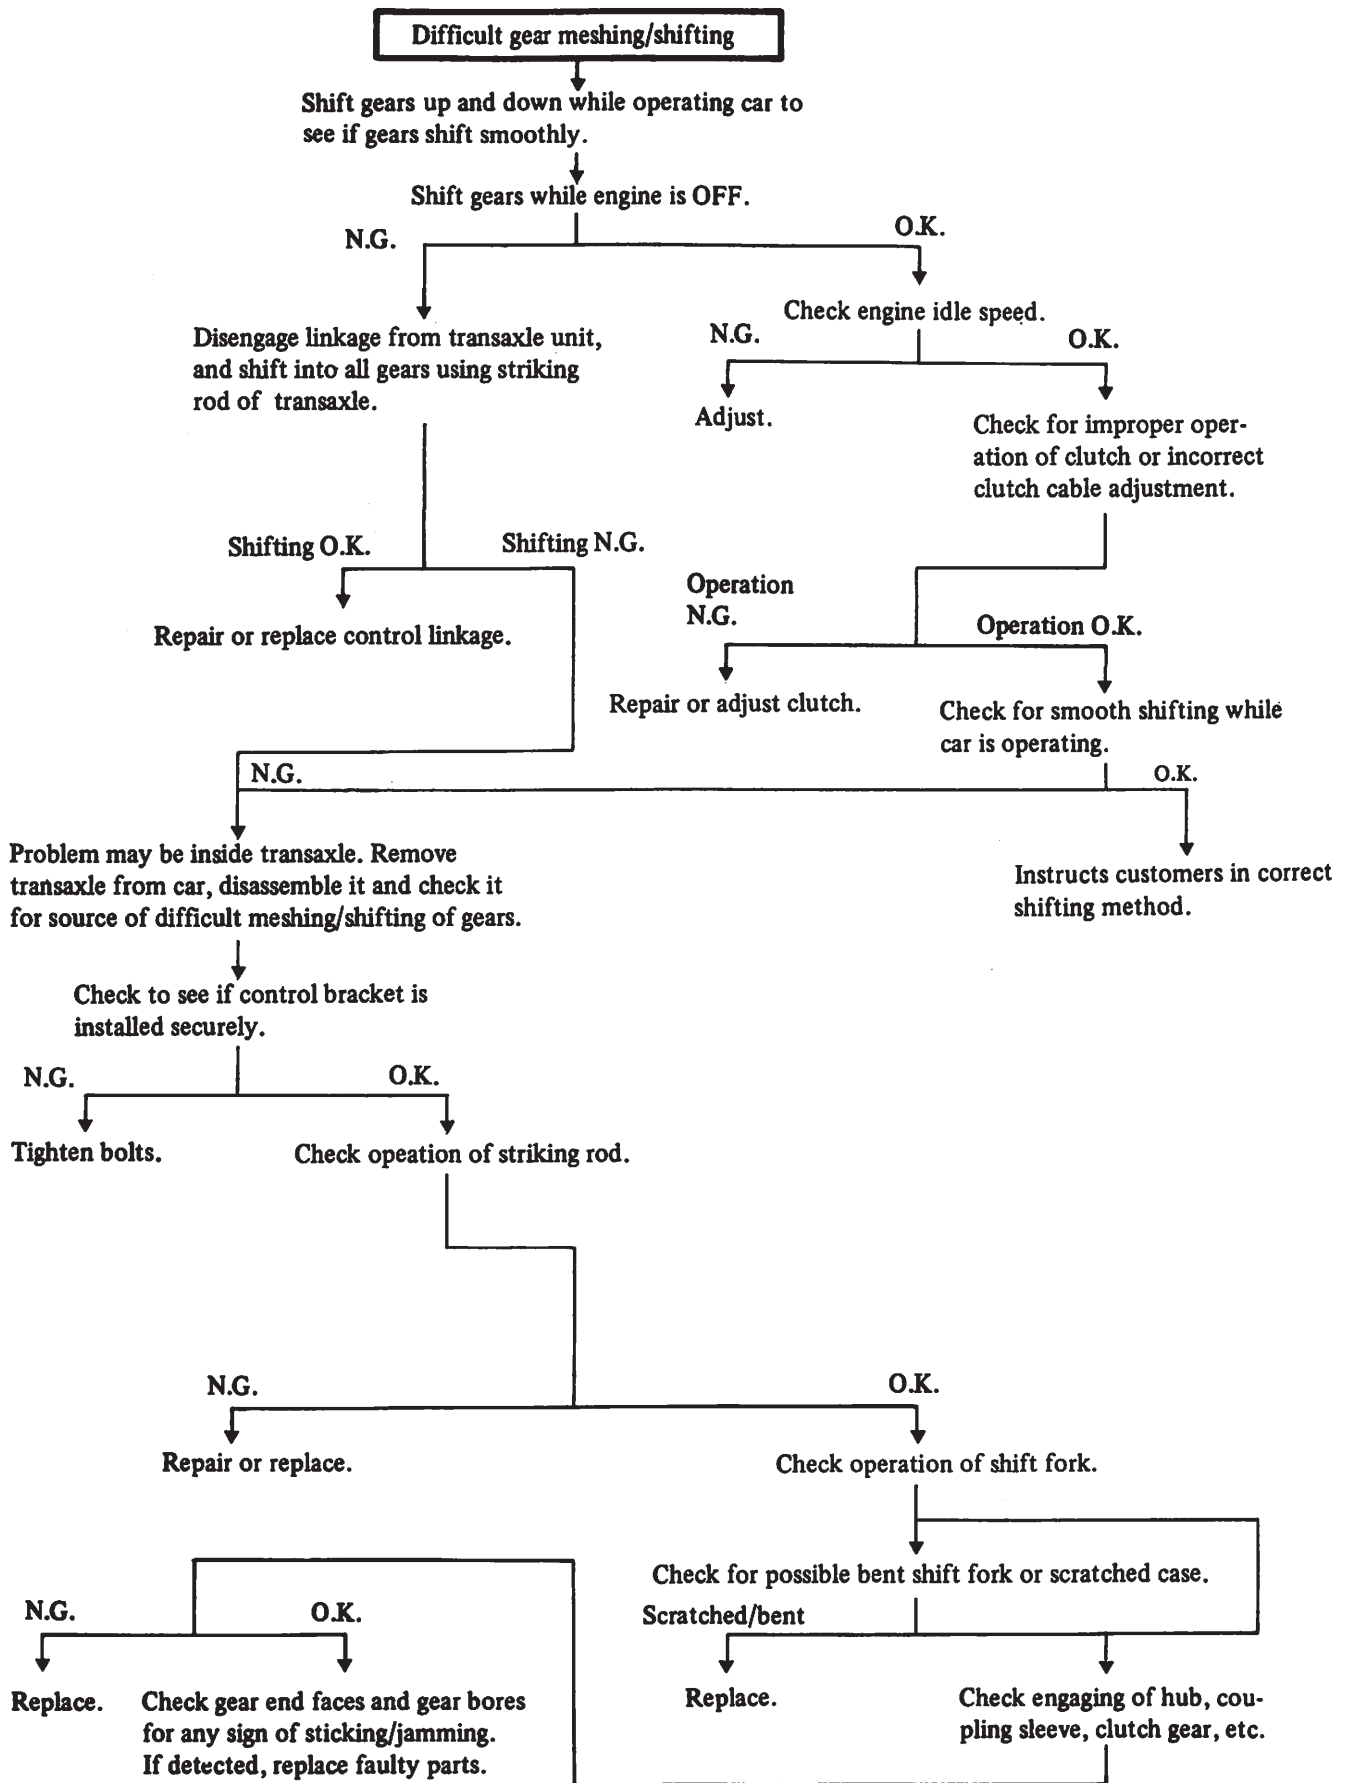 Difficult gear meshing/shifting
Shift gears up and down while operating car to
see if gears shift smoothly.
Shift gears while engine is OFF.
N.G.
O.K.
Disengage linkage from transaxle unit,
and shift into all gears using striking
rod of transaxle.
Check engine idle speed.
N.G.
O.K.
Adjust.
Check for improper oper-
ation of clutch or incorrect
clutch cable adjustment.
Shifting O.K.
Shifting N.G.
Repair or replace control linkage.
Operation
N.G.
Operation O.K.
Repair or adjust clutch.
Check for smooth shifting while
car is operating.
N.G.
O.K.
Problem may be inside transaxle. Remove
transaxle from car, disassemble it and check it
for source of difficult meshing/shifting of gears.
Instructs customers in correct
shifting method.
Check to see if control bracket is
installed securely.
N.G.
O.K.
Tighten bolts.
Check opeation of striking rod.
N.G.
O.K.
Repair or replace.
Check operation of shift fork.
Check for possible bent shift fork or scratched case.
Scratched/bent
Replace.
Check engaging of hub, cou-
pling sleeve, clutch gear, etc.
N.G.
O.K.
Replace.
Check gear end faces and gear bores
for any sign of sticking/jamming.
If detected, replace faulty parts.